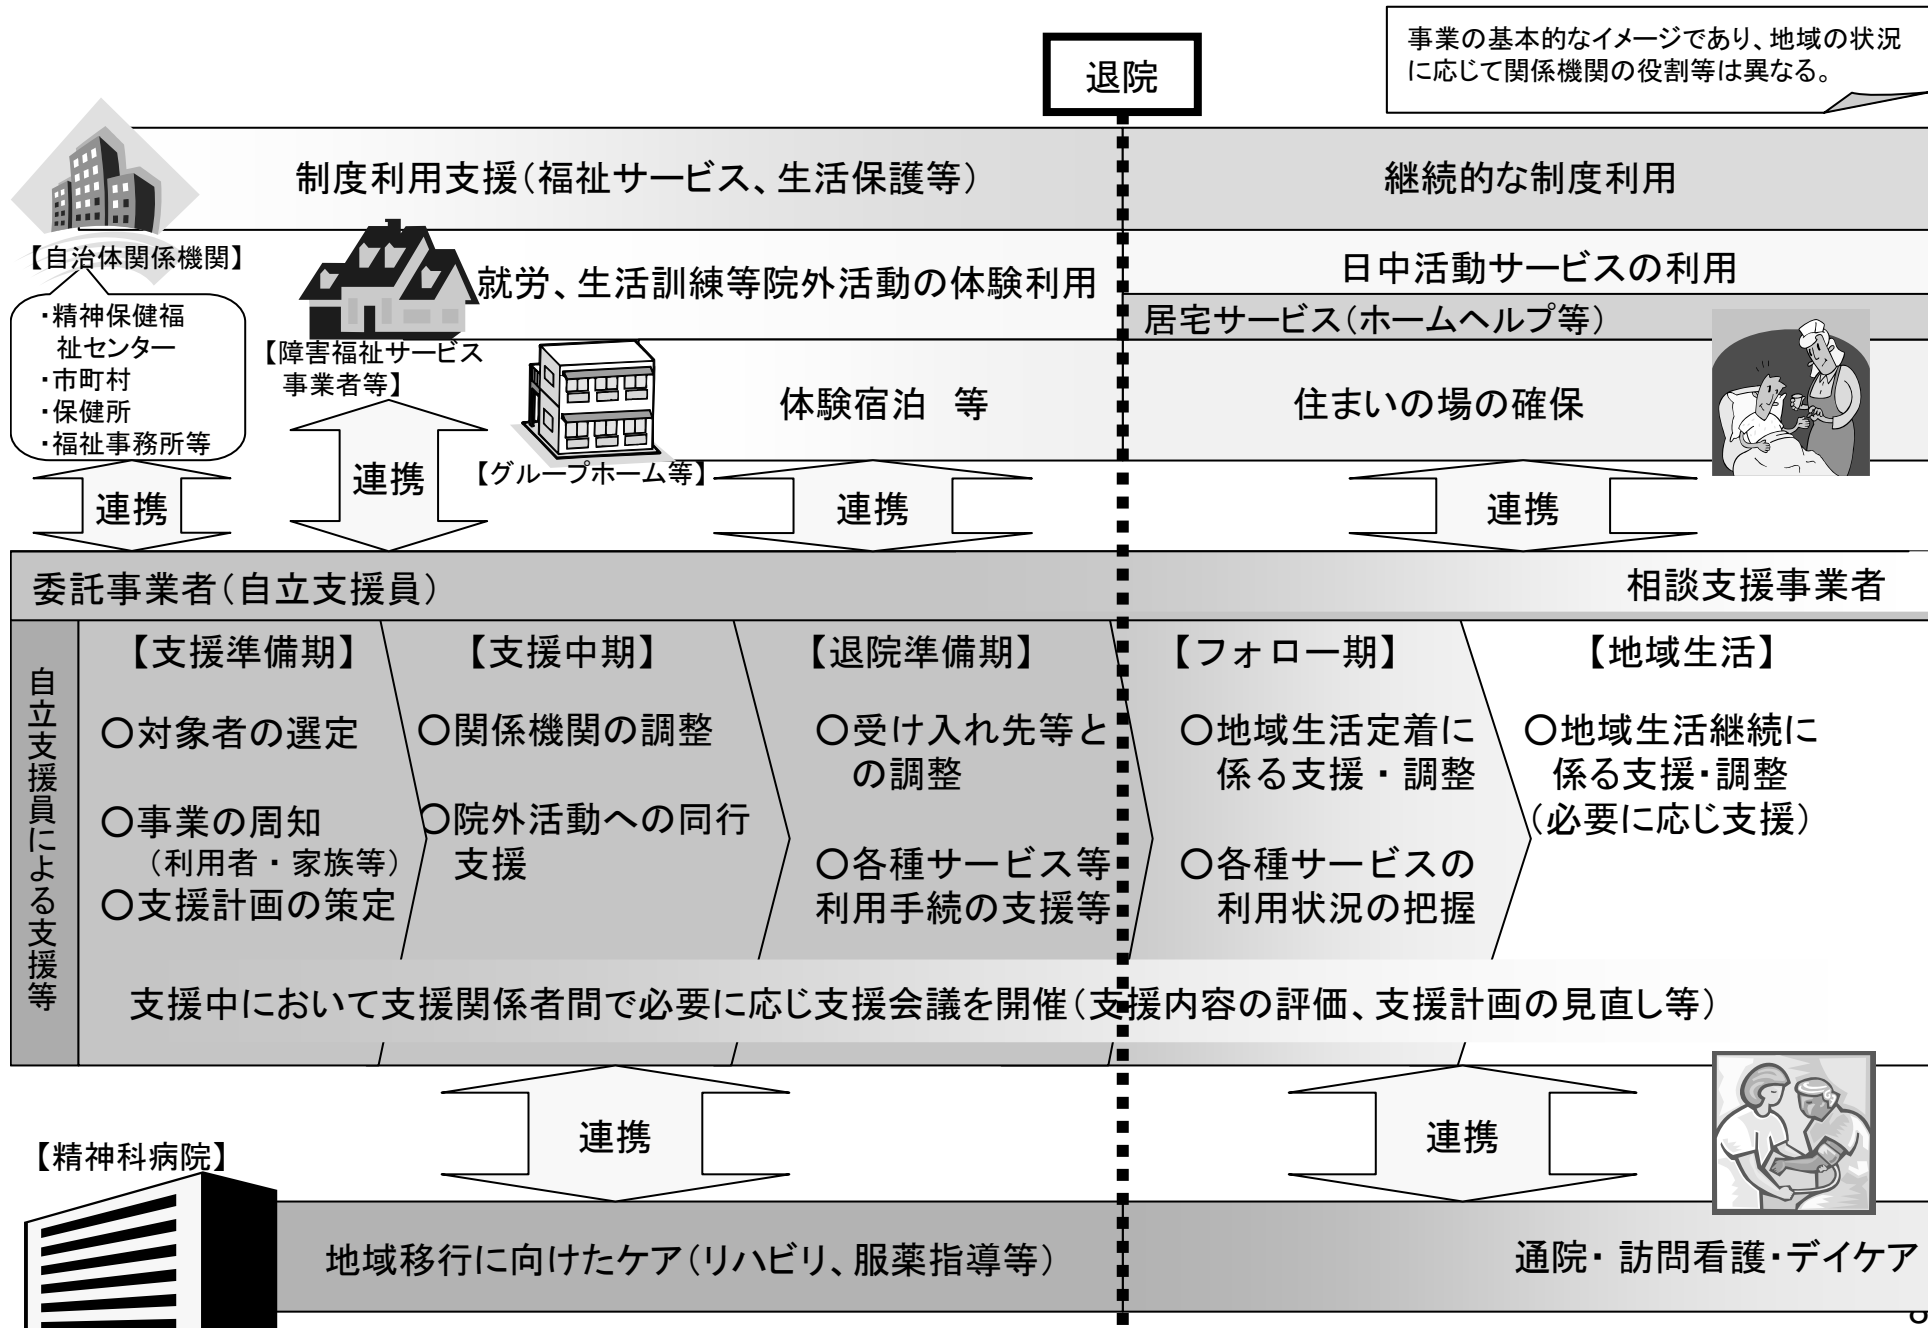 事業の基本的なイメージであり、地域の状況
に応じて関係機関の役割等は異なる。
退院
制度利用支援(福祉サービス、生活保護等)
継続的な制度利用
【自治体関係機関】
・精神保健福
祉センター
・市町村
・保健所
・福祉事務所等
就労、生活訓練等院外活動の体験利用
日中活動サービスの利用
居宅サービス(ホームヘルプ等)
【障害福祉サービス
事業者等】
体験宿泊 等
住まいの場の確保
【グループホーム等】
連携
連携
連携
連携
委託事業者(自立支援員)
相談支援事業者
自立支援員による支援等
【支援準備期】
○対象者の選定
○事業の周知
(利用者・家族等)
○支援計画の策定
【支援中期】
○関係機関の調整
○院外活動への同行
支援
【退院準備期】
○受け入れ先等と
の調整
○各種サービス等
利用手続の支援等
【フォロー期】
○地域生活定着に
係る支援・調整
○各種サービスの
利用状況の把握
【地域生活】
○地域生活継続に
係る支援・調整
(必要に応じ支援)
支援中において支援関係者間で必要に応じ支援会議を開催(支援内容の評価、支援計画の見直し等)
連携
連携
【精神科病院】
地域移行に向けたケア(リハビリ、服薬指導等)
通院・訪問看護・デイケア